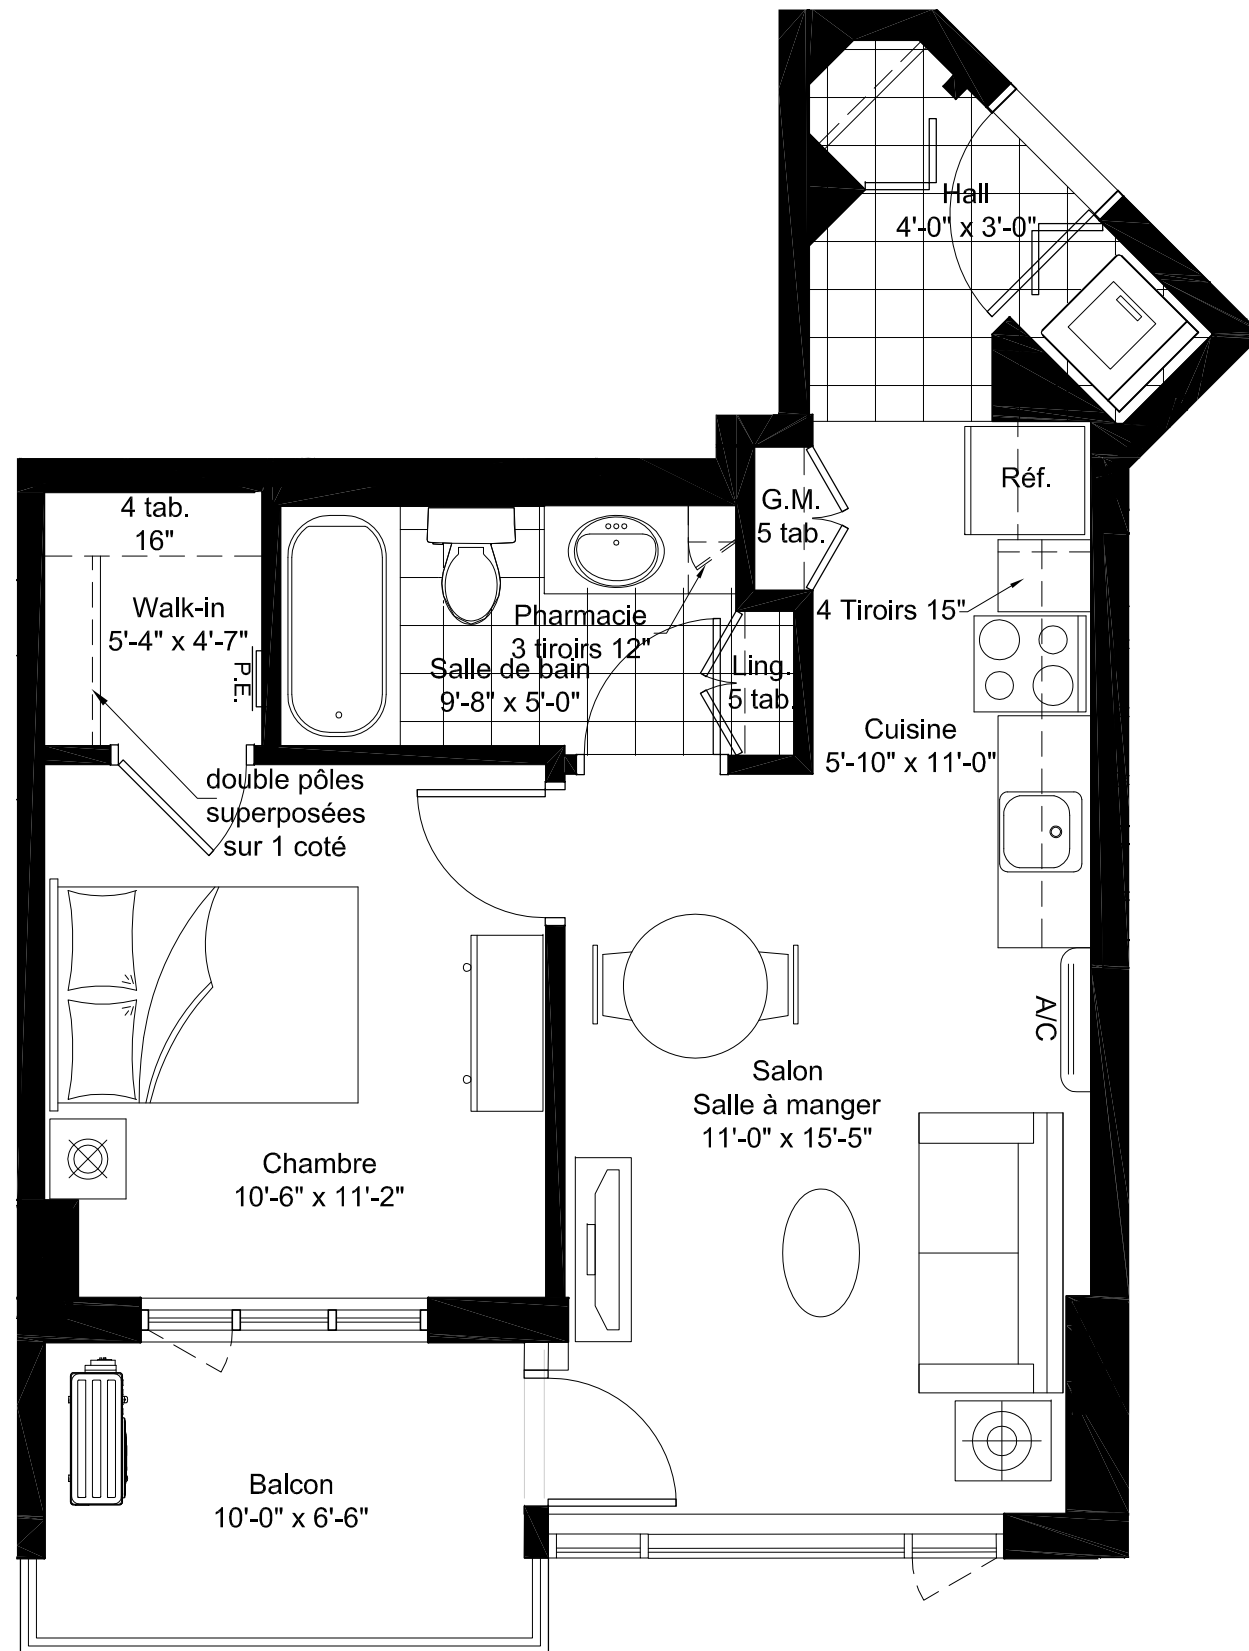 Hall
4'-0" x 3'-0"
Réf.
G.M.
5 tab.
4 tab.
16"
Walk-in
5'-4" x 4'-7"
P.E.
Pharmacie
3 tiroirs 12"
Salle de bain
9'-8" x 5'-0"
Ling.
5 tab.
4 Tiroirs 15"
Cuisine
5'-10" x 11'-0"
double pôles
superposées
sur 1 coté
A/C
Salon
Salle à manger
11'-0" x 15'-5"
Chambre
10'-6" x 11'-2"
Balcon
10'-0" x 6'-6"